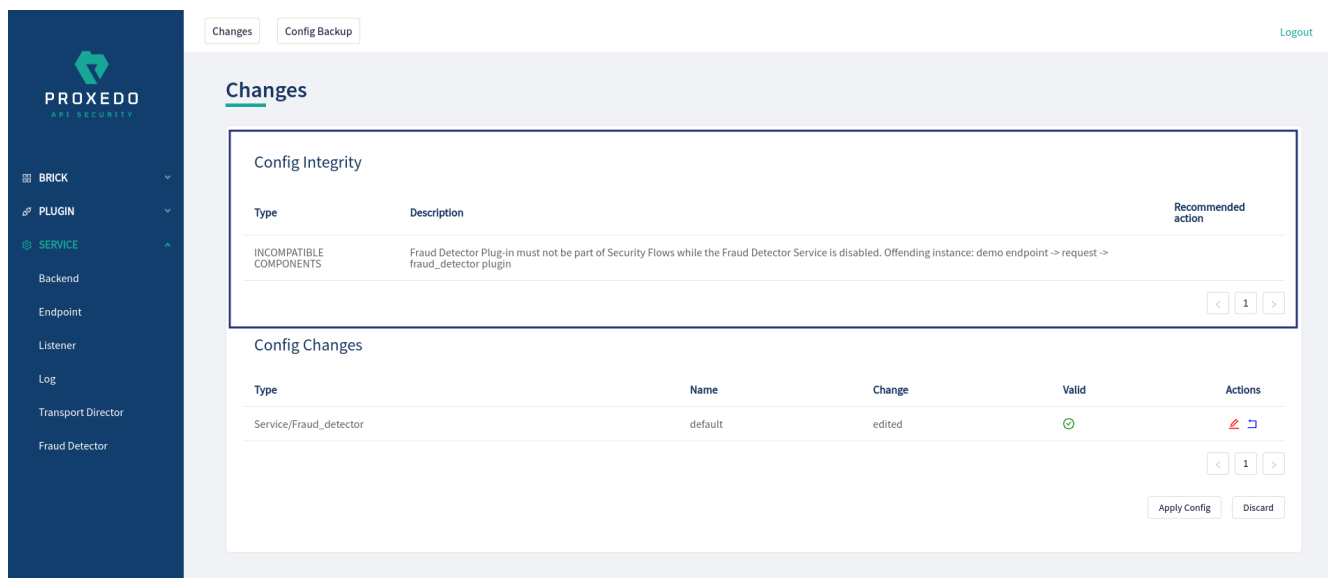 Changes
Config Backup
Logout
PROXEDO
API SECURITY
Changes
BRICK
PLUGIN
SERVICE
Backend
Endpoint
Listener
Log
Transport Director
Fraud Detector
Config Integrity
Type
Description
Recommended
action
INCOMPATIBLE
COMPONENTS
Fraud Detector Plug-in must not be part of Security Flows while the Fraud Detector Service is disabled. Offending instance: demo endpoint -> request ->
fraud_detector plugin
< 1 >
Config Changes
Type Name Change Valid Actions
Service/Fraud_detector default edited
< 1 >
Apply Config
Discard